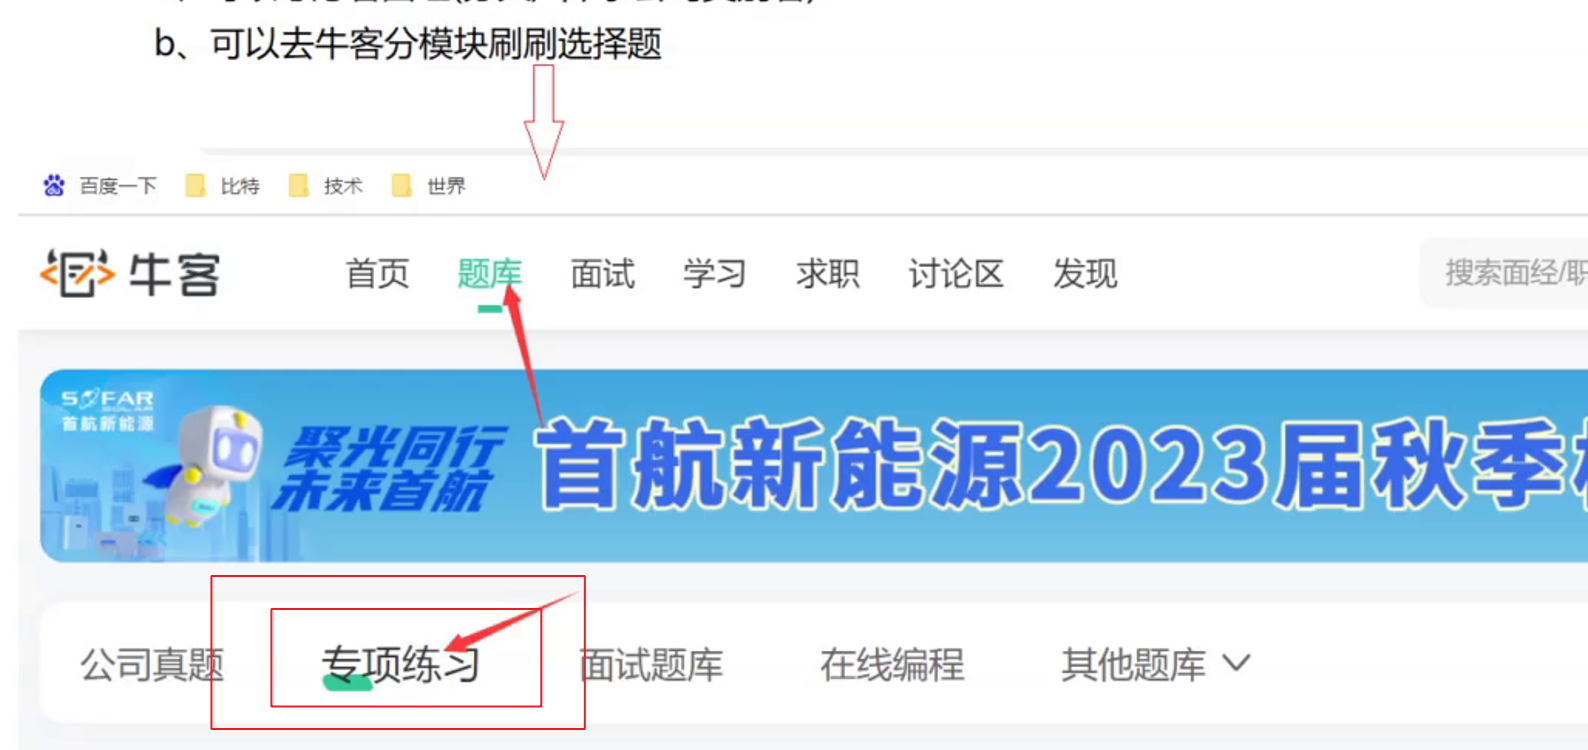 b、可以去牛客分模块刷刷选择题
百度一下 比特 技术 世界
牛客 首页 题库 面试 学习 求职 讨论区 发现 搜索面经/职
SOFAR
SOLAR
首航新能源
聚光同行
未来首航
首航新能源2023届秋季
公司真题 专项练习 面试题库 在线编程 其他题库